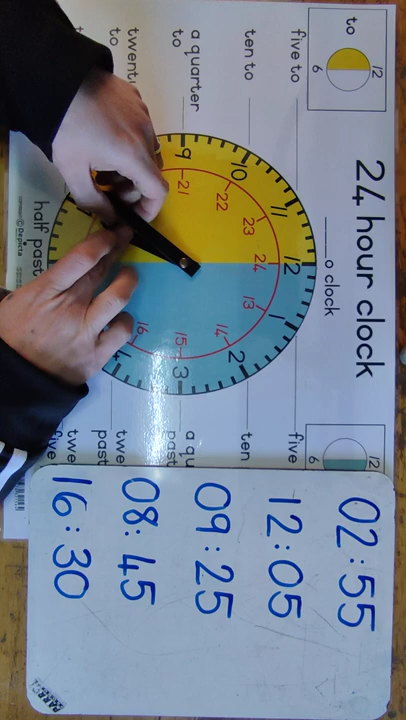 24 hour clock
to
12
6
12
6
o clock
five to
ten to
a quarter
to
to
half past
five
ten
a qu
past
twe
past
twe
five
12
1
2
3
4
9
10
11
24
13
14
15
16
21
22
23
Depicta
02:55
12:05
09:25
08:45
16:30